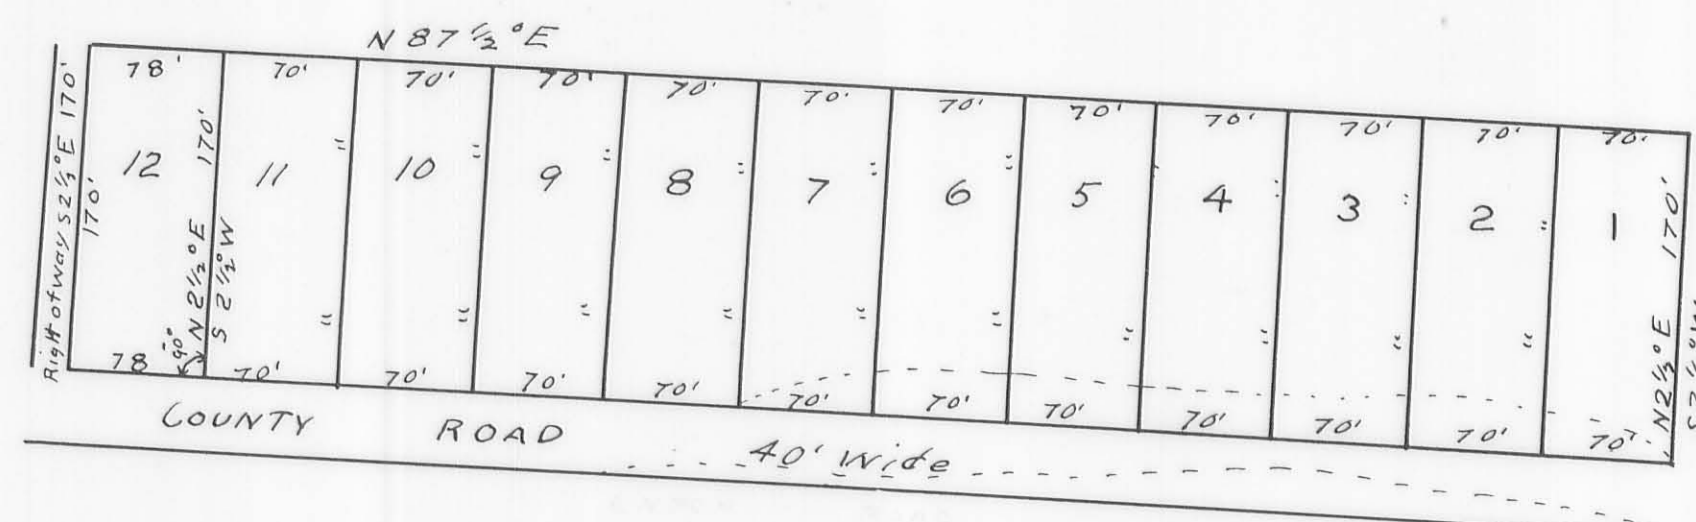 N 87 ½ °E
78' 70' 70' 70' 70' 70' 70' 70' 70' 70' 70' 70'
Right of way S2½°E 170'
170'
12 11 10 9 8 7 6 5 4 3 2 1
170'
N 2½°E
S 2½°W
90°
" " " " " " " " " "
" " " " " " " " " "
N2½°E 170'
78 70' 70' 70' 70' 70' 70' 70' 70' 70' 70' 70'
COUNTY ROAD 40' Wide